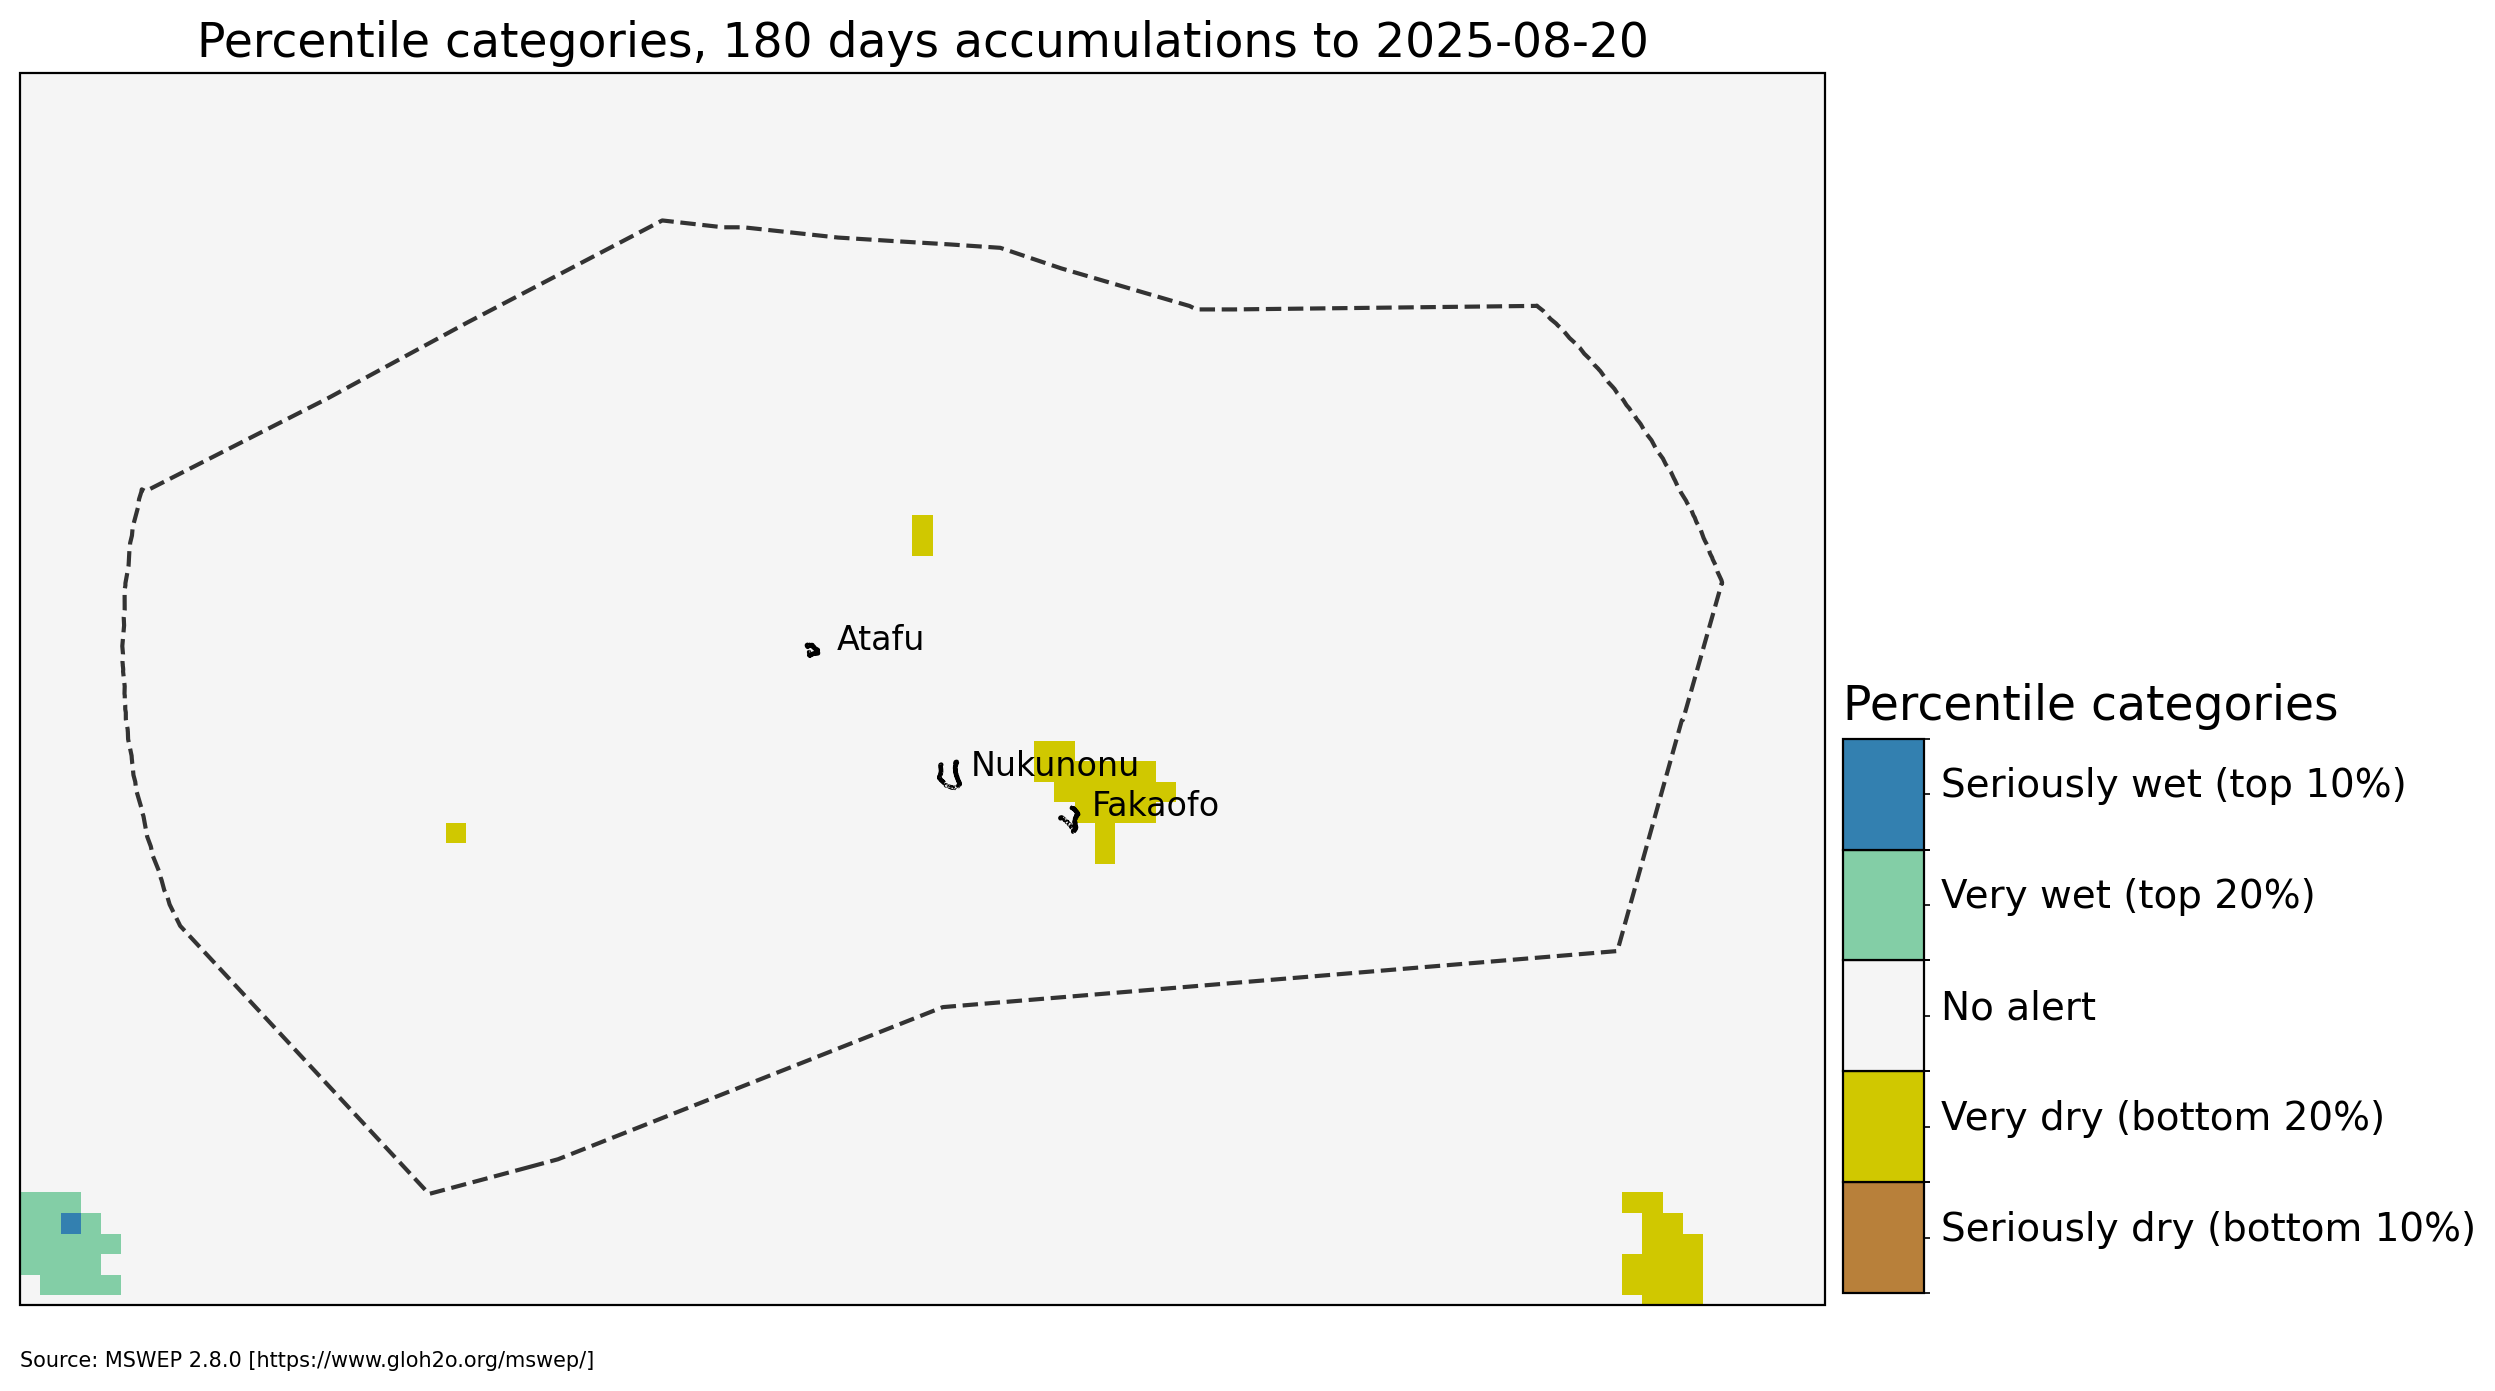 Percentile categories, 180 days accumulations to 2025-08-20
Atafu
Nukunonu
Fakaofo
Percentile categories
Seriously wet (top 10%)
Very wet (top 20%)
No alert
Very dry (bottom 20%)
Seriously dry (bottom 10%)
Source: MSWEP 2.8.0 [https://www.gloh2o.org/mswep/]